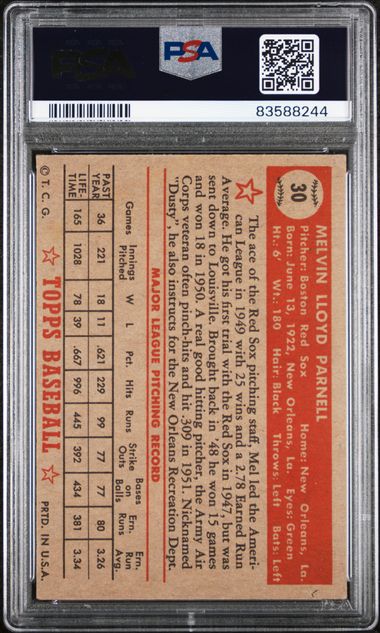 PSA
PSA
83588244
30
MELVIN LLOYD PARNELL
Pitcher: Boston Red Sox Home: New Orleans, La.
Born: June 13, 1922, New Orleans, La. Eyes: Green
Ht.: 6' Wt.: 180 Hair: Black Throws: Left Bats: Left
The ace of the Red Sox pitching staff. Mel led the Ameri-
can League in 1949 with 25 wins and a 2.78 Earned Run
Average. He got his first trial with the Red Sox in 1947, but was
sent down to Louisville. Brought back in '48 he won 15 games
and won 18 in 1950. A real good hitting pitcher, the Army Air
Corps veteran often pinch-hits and hit .309 in 1951. Nicknamed
"Dusty", he also instructs for the New Orleans Recreation Dept.
MAJOR LEAGUE PITCHING RECORD
Games Innings Pitched W L Pct. Hits Runs Strike Outs Bases on Balls Ern. Runs Ern. Run Avg.
PAST YEAR 36 221 18 11 .621 229 99 77 77 80 3.26
LIFE-TIME 165 1028 78 39 .667 996 445 392 434 381 3.34
© T. C. G. TOPPS BASEBALL PRTD. IN U.S.A.